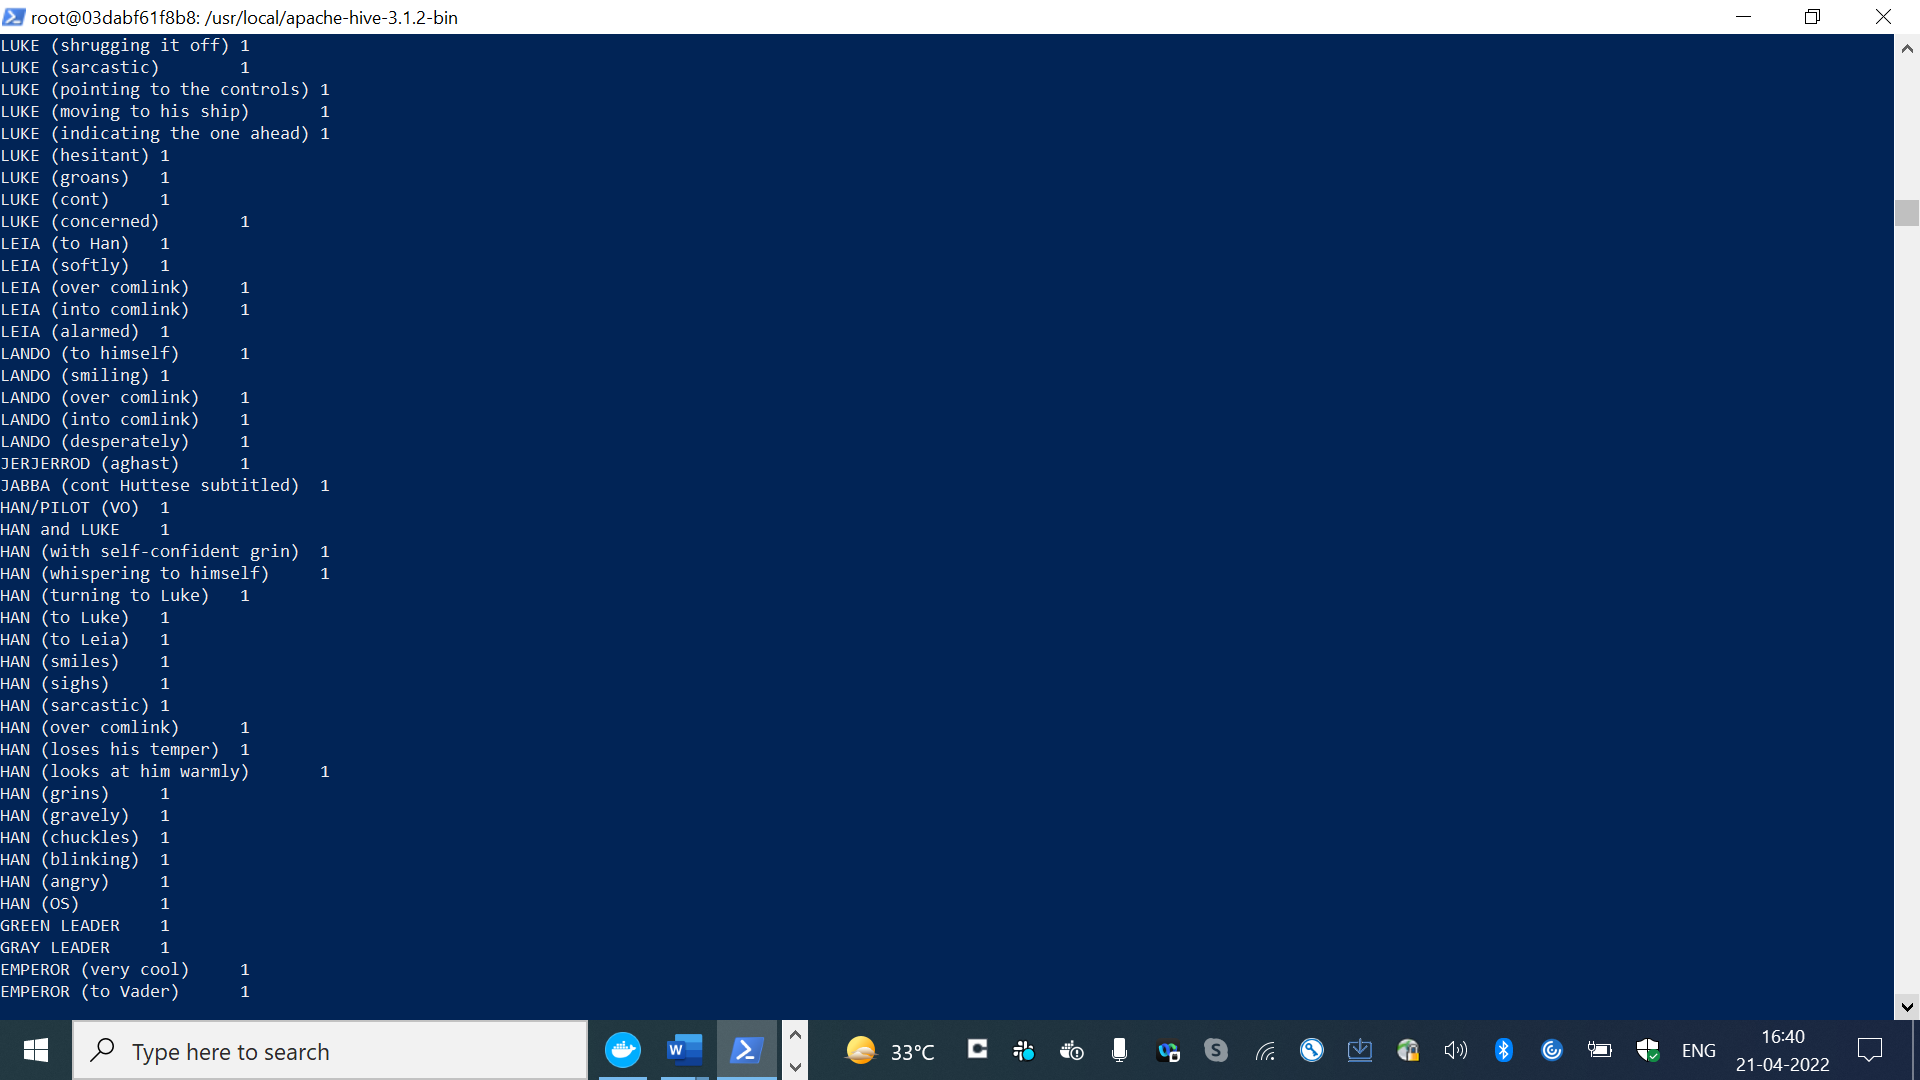 root@03dabf61f8b8: /usr/local/apache-hive-3.1.2-bin
LUKE (shrugging it off) 1
LUKE (sarcastic) 1
LUKE (pointing to the controls) 1
LUKE (moving to his ship) 1
LUKE (indicating the one ahead) 1
LUKE (hesitant) 1
LUKE (groans) 1
LUKE (cont) 1
LUKE (concerned) 1
LEIA (to Han) 1
LEIA (softly) 1
LEIA (over comlink) 1
LEIA (into comlink) 1
LEIA (alarmed) 1
LANDO (to himself) 1
LANDO (smiling) 1
LANDO (over comlink) 1
LANDO (into comlink) 1
LANDO (desperately) 1
JERJERROD (aghast) 1
JABBA (cont Huttese subtitled) 1
HAN/PILOT (VO) 1
HAN and LUKE 1
HAN (with self-confident grin) 1
HAN (whispering to himself) 1
HAN (turning to Luke) 1
HAN (to Luke) 1
HAN (to Leia) 1
HAN (smiles) 1
HAN (sighs) 1
HAN (sarcastic) 1
HAN (over comlink) 1
HAN (loses his temper) 1
HAN (looks at him warmly) 1
HAN (grins) 1
HAN (gravely) 1
HAN (chuckles) 1
HAN (blinking) 1
HAN (angry) 1
HAN (OS) 1
GREEN LEADER 1
GRAY LEADER 1
EMPEROR (very cool) 1
EMPEROR (to Vader) 1
Type here to search
33°C
ENG
16:40
21-04-2022